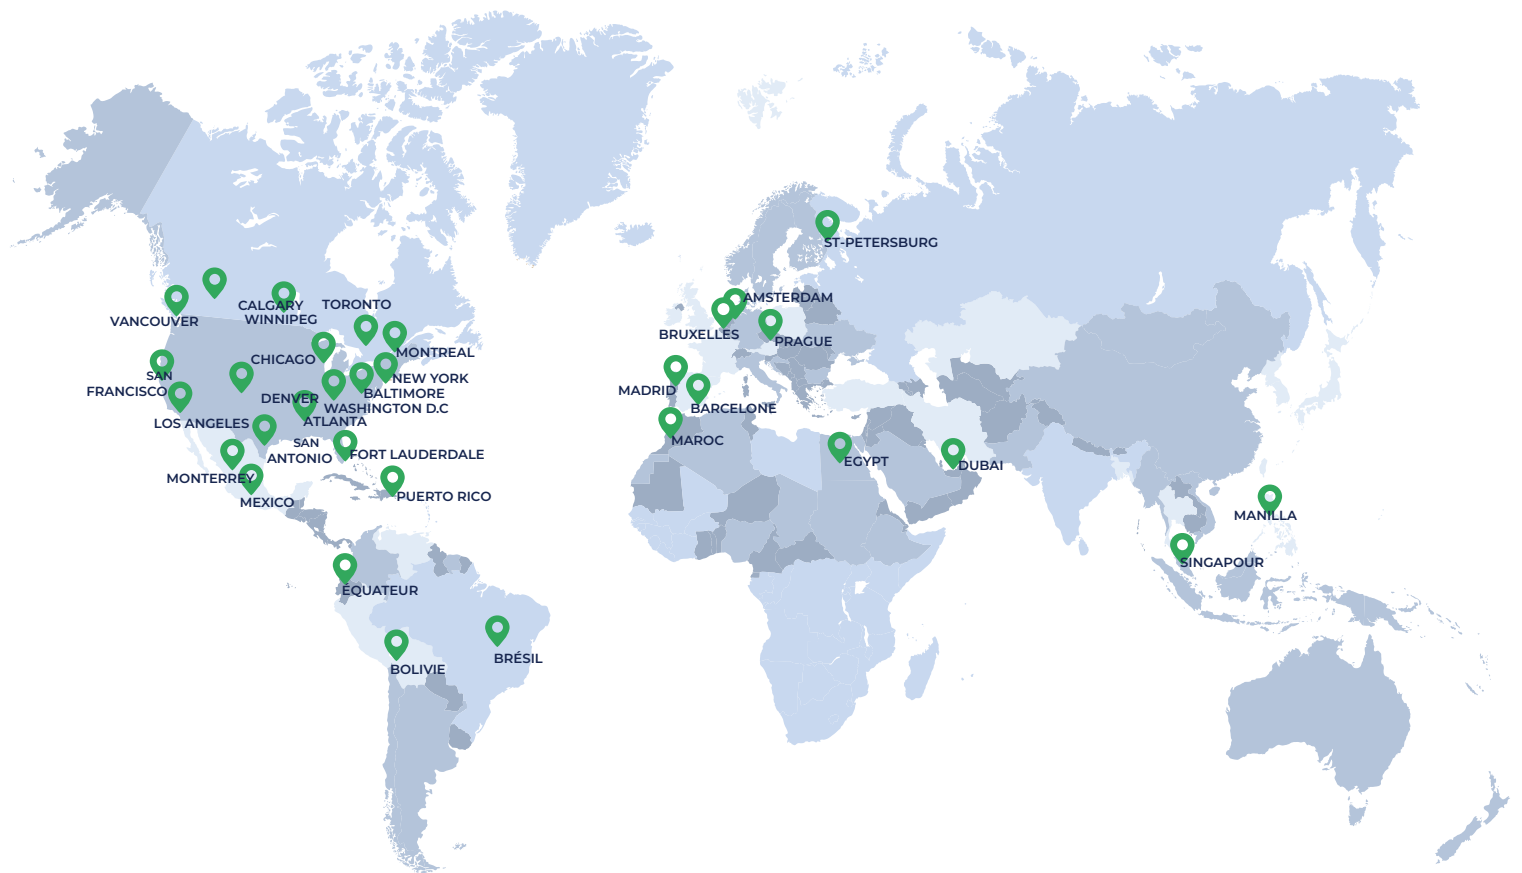 ST-PETERSBURG
AMSTERDAM
CALGARY
TORONTO
VANCOUVER
WINNIPEG
BRUXELLES
PRAGUE
CHICAGO
MONTREAL
SAN
FRANCISCO
NEW YORK
MADRID
BALTIMORE
DENVER
WASHINGTON D.C
BARCELONE
LOS ANGELES
ATLANTA
MAROC
SAN
ANTONIO
FORT LAUDERDALE
EGYPT
DUBAI
MONTERREY
PUERTO RICO
MEXICO
MANILLA
SINGAPOUR
ÉQUATEUR
BRÉSIL
BOLIVIE